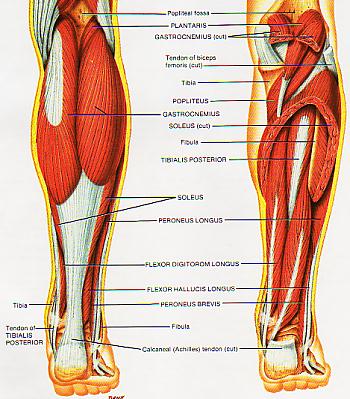 Popliteal fossa
PLANTARIS
GASTROCNEMIUS (cut)
Tendon of biceps
femoris (cut)
Tibia
POPLITEUS
GASTROCNEMIUS
SOLEUS (cut)
Fibula
TIBIALIS POSTERIOR
SOLEUS
PERONEUS LONGUS
FLEXOR DIGITOROM LONGUS
FLEXOR HALLUCIS LONGUS
Tibia
PERONEUS BREVIS
Tendon of
TIBIALIS
POSTERIOR
Fibula
Calcaneal (Achilles) tendon (cut)